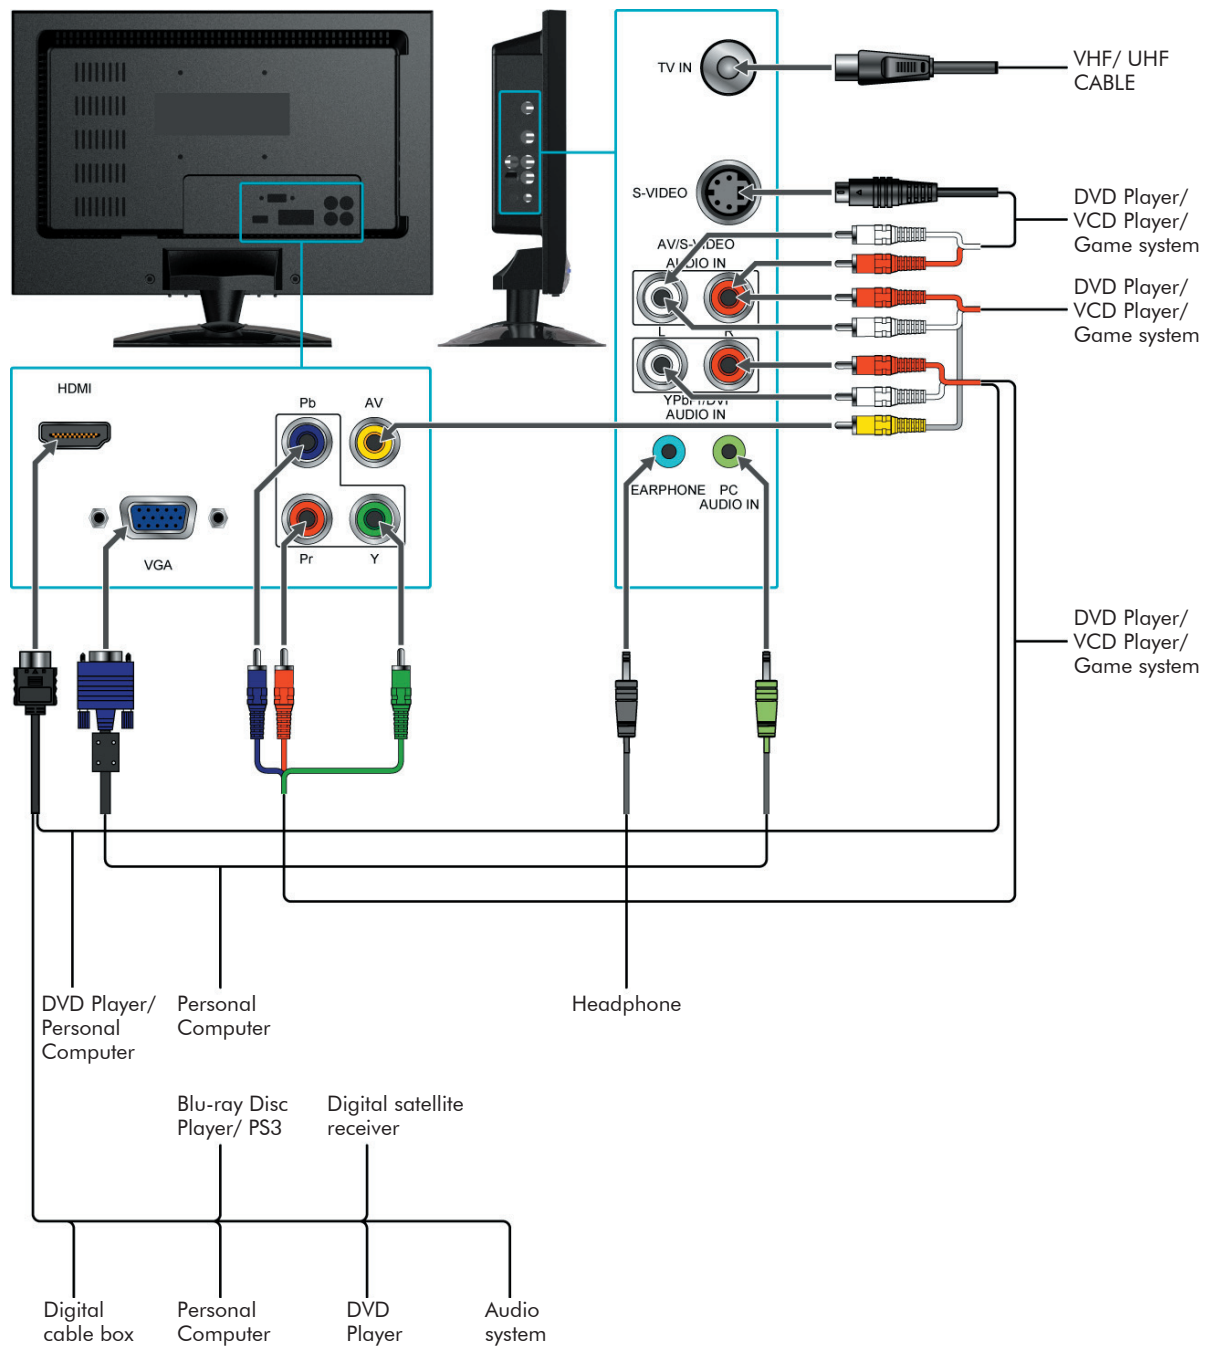 TV IN
VHF/ UHF
CABLE
S-VIDEO
DVD Player/
VCD Player/
Game system
AV/S-VIDEO
AUDIO IN
L
R
DVD Player/
VCD Player/
Game system
YPbPr/DVI
AUDIO IN
HDMI
Pb
AV
VGA
Pr
Y
EARPHONE
PC
AUDIO IN
DVD Player/
VCD Player/
Game system
DVD Player/
Personal
Computer
Personal
Computer
Headphone
Blu-ray Disc
Player/ PS3
Digital satellite
receiver
Digital
cable box
Personal
Computer
DVD
Player
Audio
system